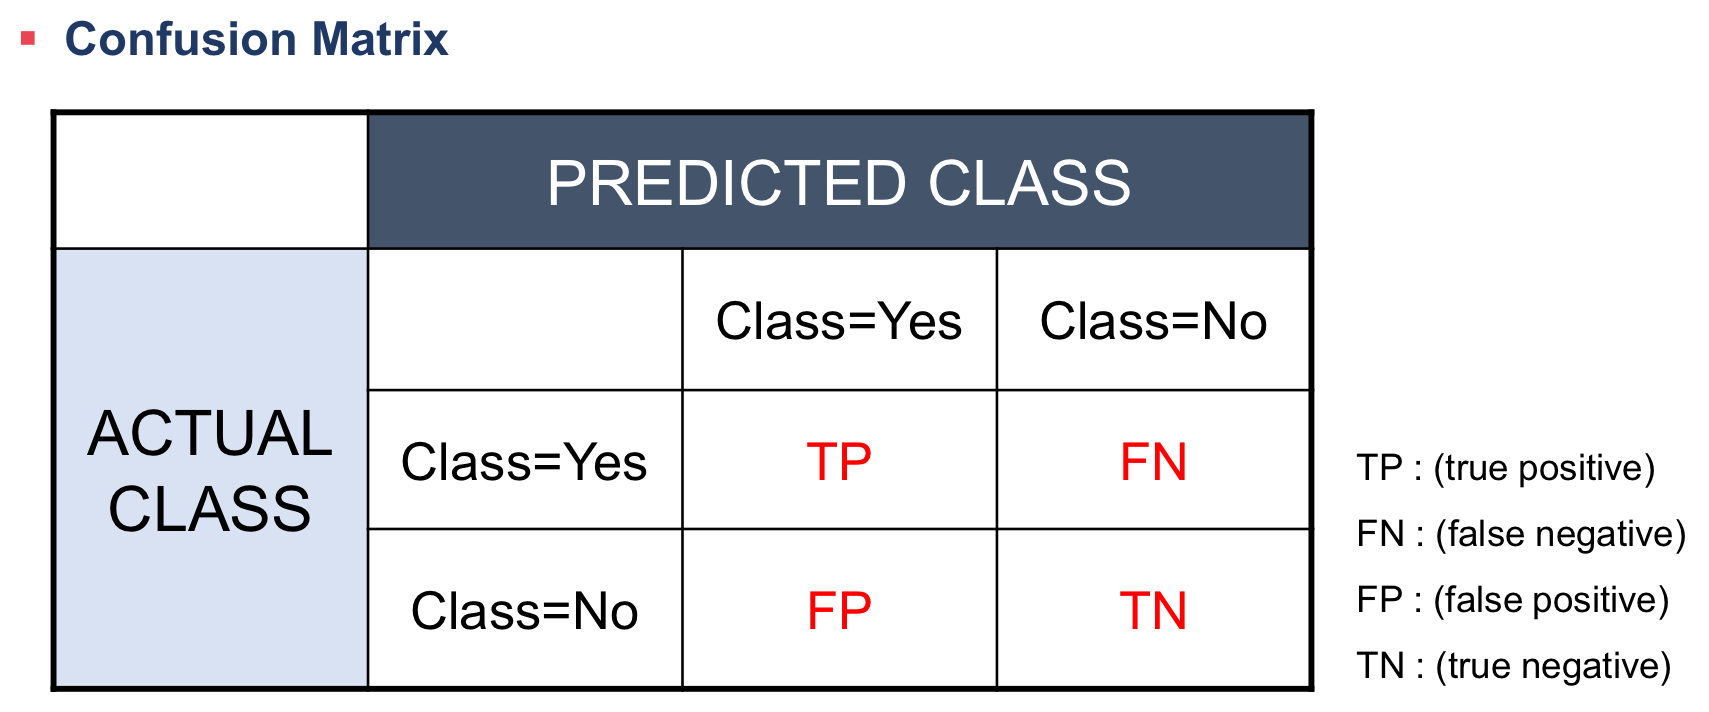 Confusion Matrix
PREDICTED CLASS
Class=Yes Class=No
ACTUAL
CLASS
Class=Yes TP FN
Class=No FP TN
TP : (true positive)
FN : (false negative)
FP : (false positive)
TN : (true negative)